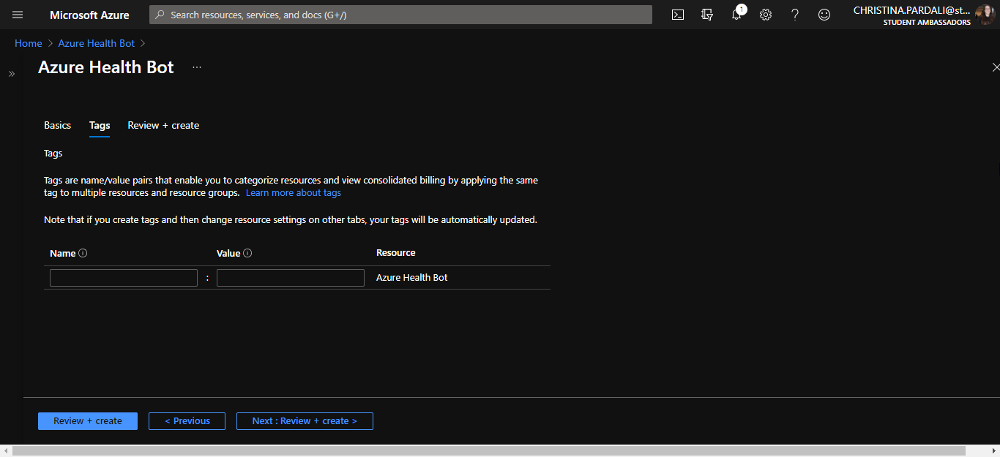 Microsoft Azure
Search resources, services, and docs (G+/)
1
CHRISTINA.PARDALI@st...
STUDENT AMBASSADORS
Home > Azure Health Bot >
Azure Health Bot ...
Basics Tags Review + create
Tags
Tags are name/value pairs that enable you to categorize resources and view consolidated billing by applying the same
tag to multiple resources and resource groups. Learn more about tags
Note that if you create tags and then change resource settings on other tabs, your tags will be automatically updated.
Name Value Resource
: Azure Health Bot
Review + create < Previous Next : Review + create >